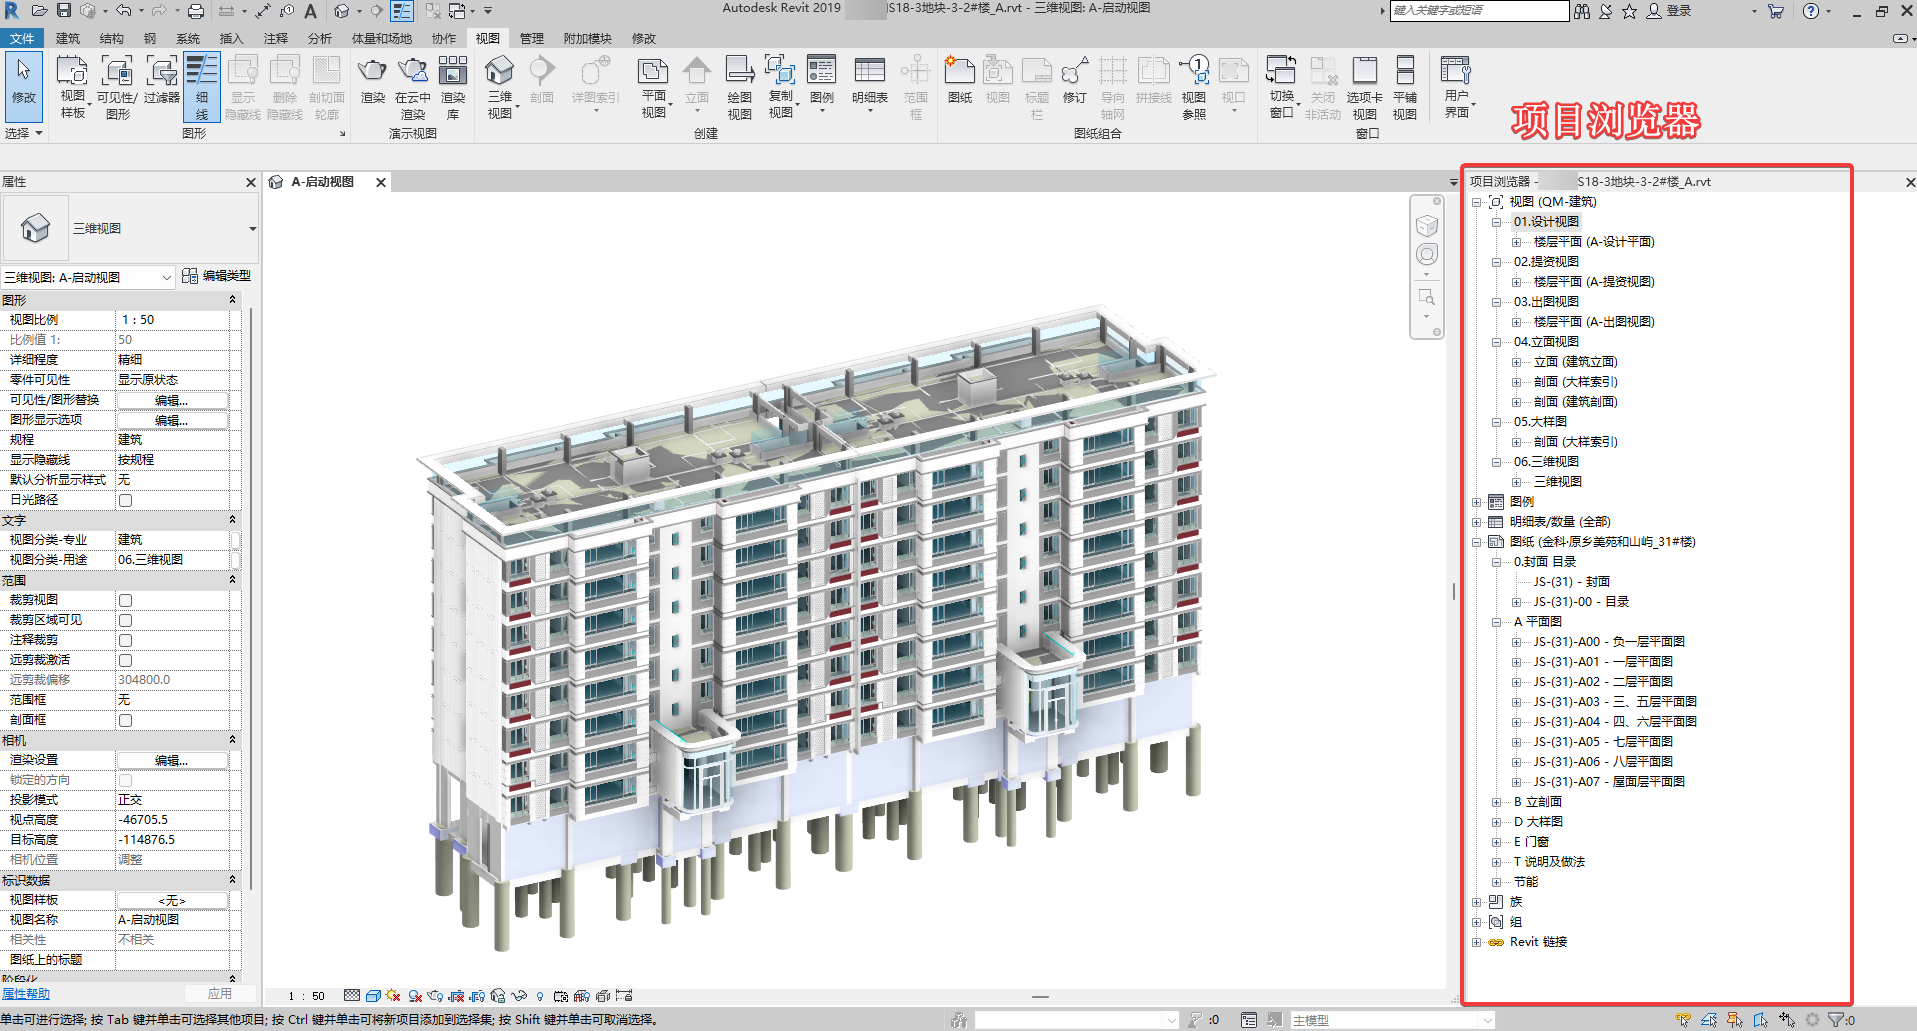 Autodesk Revit 2019
S18-3地块-3-2#楼_A.rvt - 三维视图: A-启动视图
键入关键字或短语
登录
文件 建筑 结构 钢 系统 插入 注释 分析 体量和场地 协作 视图 管理 附加模块 修改
修改
视图样板
可见性/图形
过滤器
细线
显示隐藏线
删除隐藏线
剖切面轮廓
渲染
在云中渲染
渲染库
三维视图
剖面
详图索引
平面视图
立面
绘图视图
复制视图
图例
明细表
范围框
图纸
视图
标题栏
修订
导向轴网
拼接线
视图参照
视口
切换窗口
关闭非活动
选项卡视图
平铺视图
用户界面
选择 图形 演示视图 创建 图纸组合 窗口
项目浏览器
属性
三维视图
三维视图: A-启动视图 编辑类型
图形
视图比例 1 : 50
比例值 1: 50
详细程度 精细
零件可见性 显示原状态
可见性/图形替换 编辑...
图形显示选项 编辑...
规程 建筑
显示隐藏线 按规程
默认分析显示样式 无
日光路径
文字
视图分类-专业 建筑
视图分类-用途 06.三维视图
范围
裁剪视图
裁剪区域可见
注释裁剪
远剪裁激活
远剪裁偏移 304800.0
范围框 无
剖面框
相机
渲染设置 编辑...
锁定的方向
投影模式 正交
视点高度 -46705.5
目标高度 -114876.5
相机位置 调整
标识数据
视图样板 <无>
视图名称 A-启动视图
相关性 不相关
图纸上的标题
阶段化
属性帮助 应用
A-启动视图
1 : 50
项目浏览器 - S18-3地块-3-2#楼_A.rvt
视图 (QM-建筑)
01.设计视图
楼层平面 (A-设计平面)
02.提资视图
楼层平面 (A-提资视图)
03.出图视图
楼层平面 (A-出图视图)
04.立面视图
立面 (建筑立面)
剖面 (大样索引)
剖面 (建筑剖面)
05.大样图
剖面 (大样索引)
06.三维视图
三维视图
图例
明细表/数量 (全部)
图纸 (金科·原乡美苑和山屿_31#楼)
0.封面 目录
JS-(31) - 封面
JS-(31)-00 - 目录
A 平面图
JS-(31)-A00 - 负一层平面图
JS-(31)-A01 - 一层平面图
JS-(31)-A02 - 二层平面图
JS-(31)-A03 - 三、五层平面图
JS-(31)-A04 - 四、六层平面图
JS-(31)-A05 - 七层平面图
JS-(31)-A06 - 八层平面图
JS-(31)-A07 - 屋面层平面图
B 立剖面
D 大样图
E 门窗
T 说明及做法
节能
族
组
Revit 链接
单击可进行选择; 按 Tab 键并单击可选择其他项目; 按 Ctrl 键并单击可将新项目添加到选择集; 按 Shift 键并单击可取消选择。
:0
主模型
:0